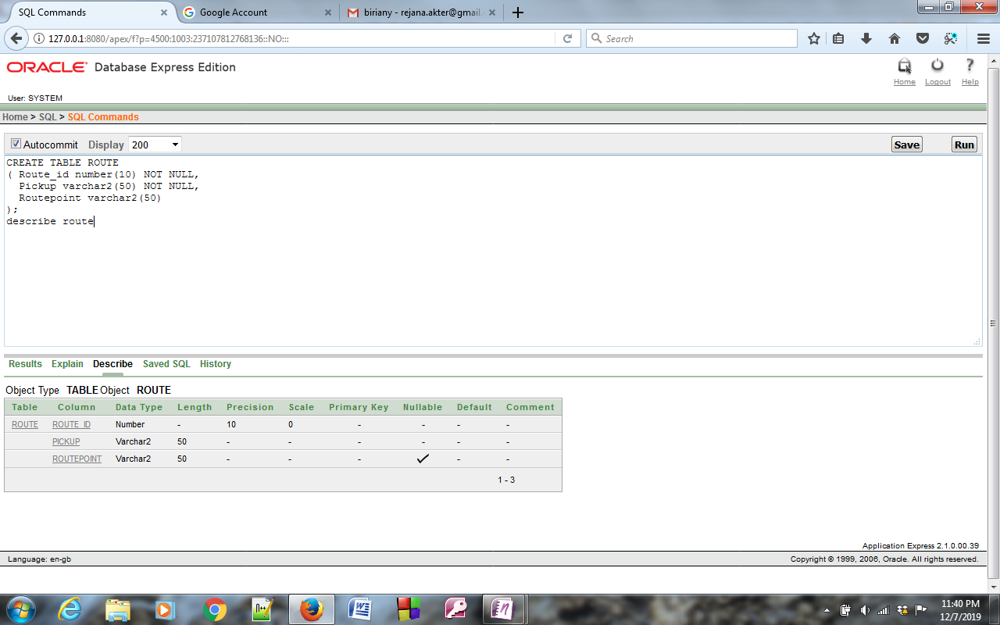 SQL Commands
Google Account
biriany - rejana.akter@gmail.
127.0.0.1:8080/apex/f?p=4500:1003:237107812768136::NO:::
Search
ORACLE Database Express Edition
Home
Logout
Help
User: SYSTEM
Home > SQL > SQL Commands
Autocommit Display 200
Save
Run
CREATE TABLE ROUTE
( Route_id number(10) NOT NULL,
Pickup varchar2(50) NOT NULL,
Routepoint varchar2(50)
);
describe route
Results Explain Describe Saved SQL History
Object Type TABLE Object ROUTE
Table Column Data Type Length Precision Scale Primary Key Nullable Default Comment
ROUTE ROUTE_ID Number - 10 0 - - - -
PICKUP Varchar2 50 - - - - - -
ROUTEPOINT Varchar2 50 - - - ✓ - -
1 - 3
Application Express 2.1.0.00.39
Language: en-gb
Copyright © 1999, 2006, Oracle. All rights reserved.
11:40 PM
12/7/2019